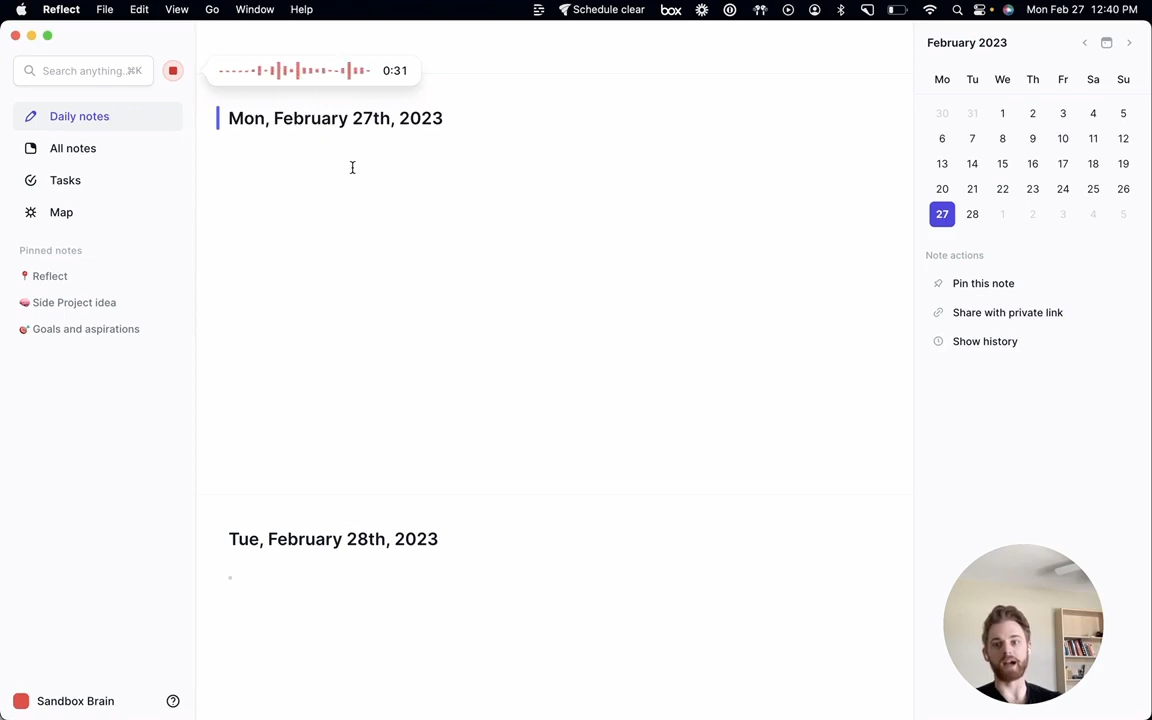 Reflect File Edit View Go Window Help Schedule clear box Mon Feb 27 12:40 PM
Search anything. ⌘K
0:31
Daily notes
All notes
Tasks
Map
Pinned notes
Reflect
Side Project idea
Goals and aspirations
Sandbox Brain
Mon, February 27th, 2023
Tue, February 28th, 2023
February 2023
Mo Tu We Th Fr Sa Su
30 31 1 2 3 4 5
6 7 8 9 10 11 12
13 14 15 16 17 18 19
20 21 22 23 24 25 26
27 28 1 2 3 4 5
Note actions
Pin this note
Share with private link
Show history